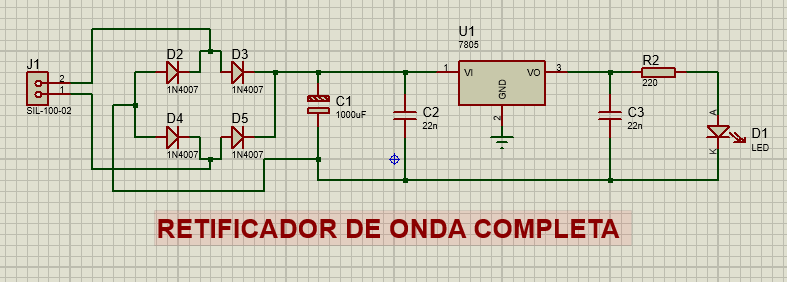 J1
2
1
SIL-100-02
D2
1N4007
D3
1N4007
D4
1N4007
D5
1N4007
C1
1000uF
C2
22n
U1
7805
1
VI
VO
3
GND
2
C3
22n
R2
220
A
K
D1
LED
RETIFICADOR DE ONDA COMPLETA